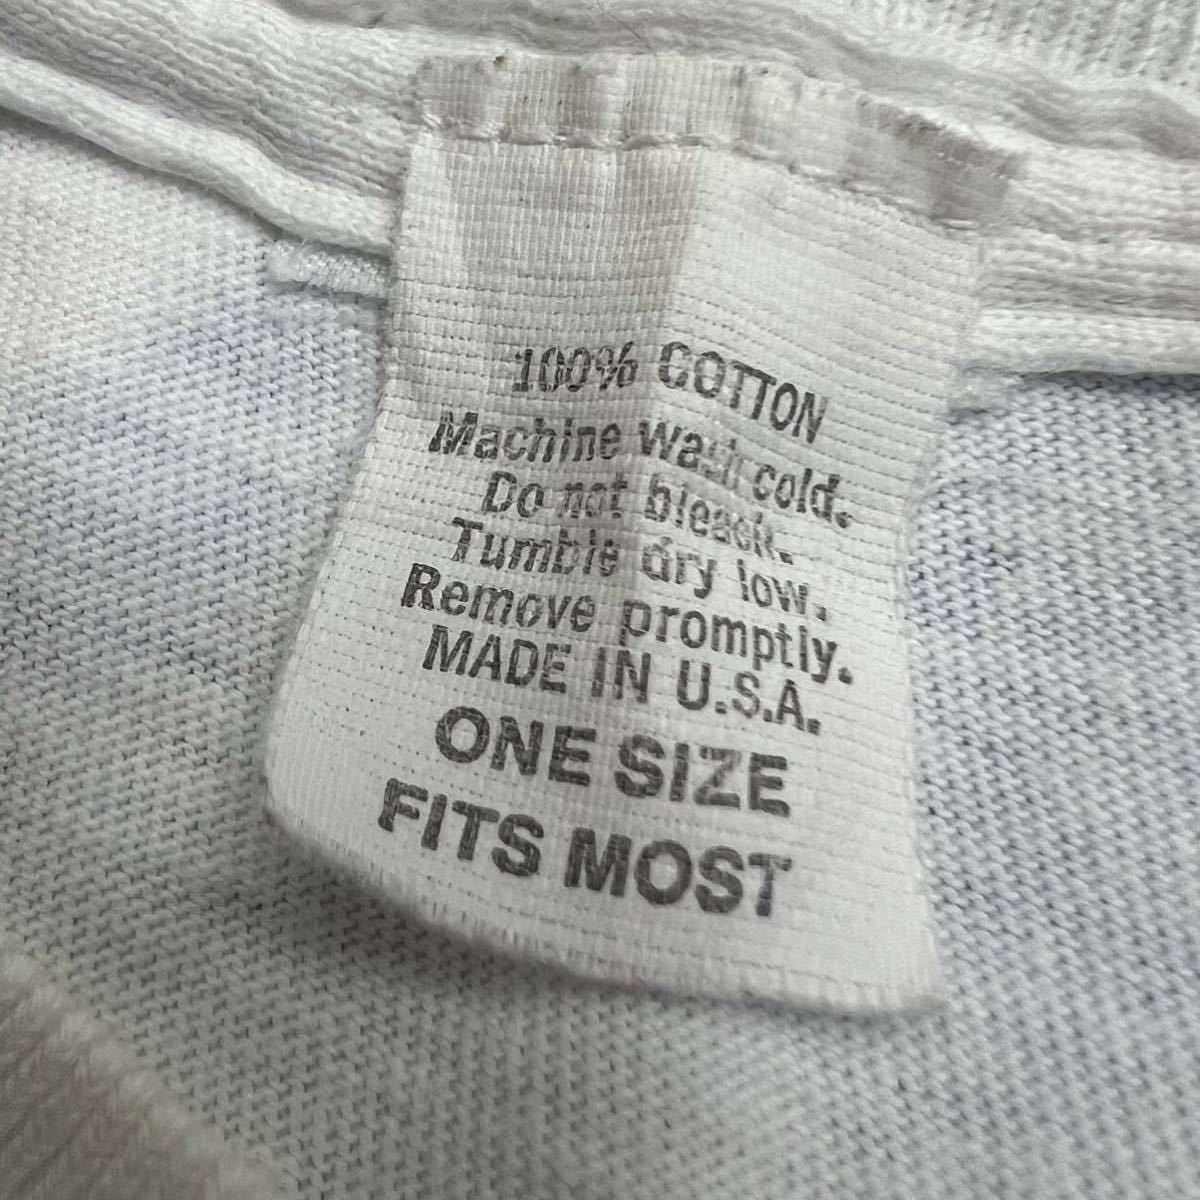 100% COTTON
Machine wash cold.
Do not bleach.
Tumble dry low.
Remove promptly.
MADE IN U.S.A.
ONE SIZE
FITS MOST